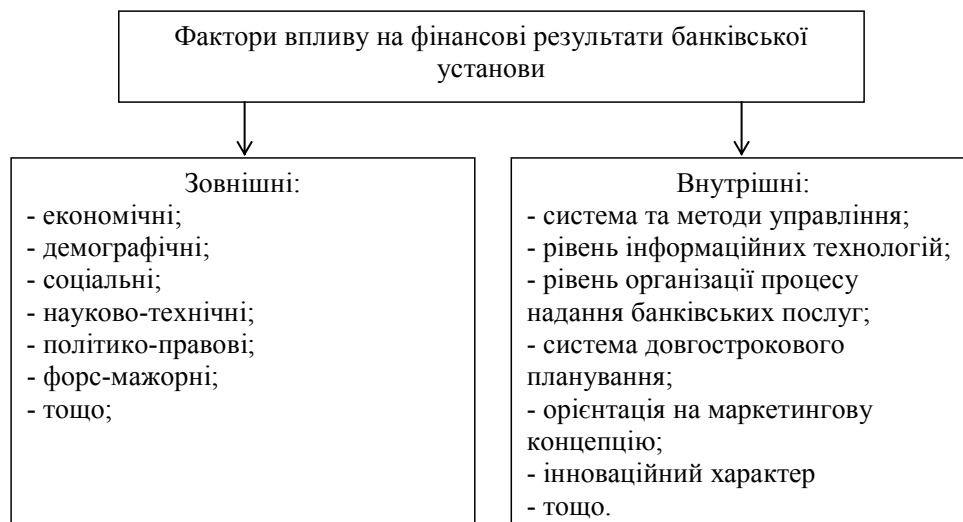 Фактори впливу на фінансові результати банківської
установи
Зовнішні:
- економічні;
- демографічні;
- соціальні;
- науково-технічні;
- політико-правові;
- форс-мажорні;
- тощо;
Внутрішні:
- система та методи управління;
- рівень інформаційних технологій;
- рівень організації процесу
надання банківських послуг;
- система довгострокового
планування;
- орієнтація на маркетингову
концепцію;
- інноваційний характер
- тощо.